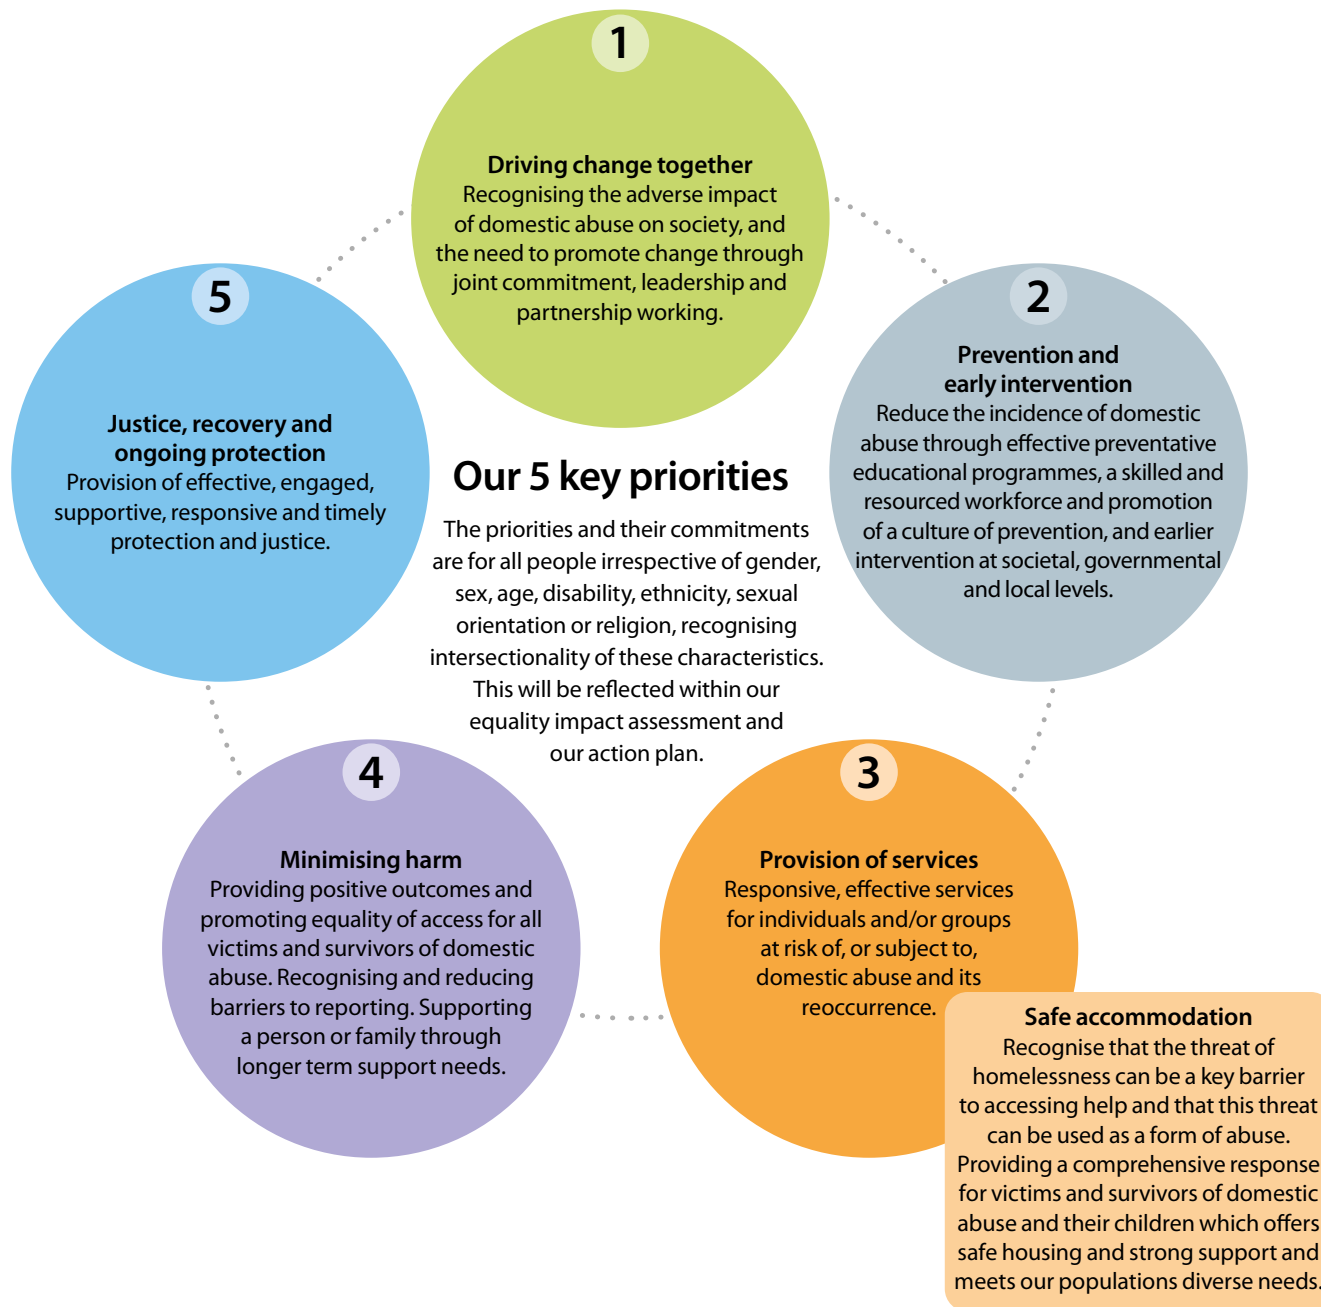 1
Driving change together
Recognising the adverse impact
of domestic abuse on society, and
the need to promote change through
joint commitment, leadership and
partnership working.
2
Prevention and
early intervention
Reduce the incidence of domestic
abuse through effective preventative
educational programmes, a skilled and
resourced workforce and promotion
of a culture of prevention, and earlier
intervention at societal, governmental
and local levels.
5
Justice, recovery and
ongoing protection
Provision of effective, engaged,
supportive, responsive and timely
protection and justice.
Our 5 key priorities
The priorities and their commitments
are for all people irrespective of gender,
sex, age, disability, ethnicity, sexual
orientation or religion, recognising
intersectionality of these characteristics.
This will be reflected within our
equality impact assessment and
our action plan.
4
Minimising harm
Providing positive outcomes and
promoting equality of access for all
victims and survivors of domestic
abuse. Recognising and reducing
barriers to reporting. Supporting
a person or family through
longer term support needs.
3
Provision of services
Responsive, effective services
for individuals and/or groups
at risk of, or subject to,
domestic abuse and its
reoccurrence.
Safe accommodation
Recognise that the threat of
homelessness can be a key barrier
to accessing help and that this threat
can be used as a form of abuse.
Providing a comprehensive response
for victims and survivors of domestic
abuse and their children which offers
safe housing and strong support and
meets our populations diverse needs.